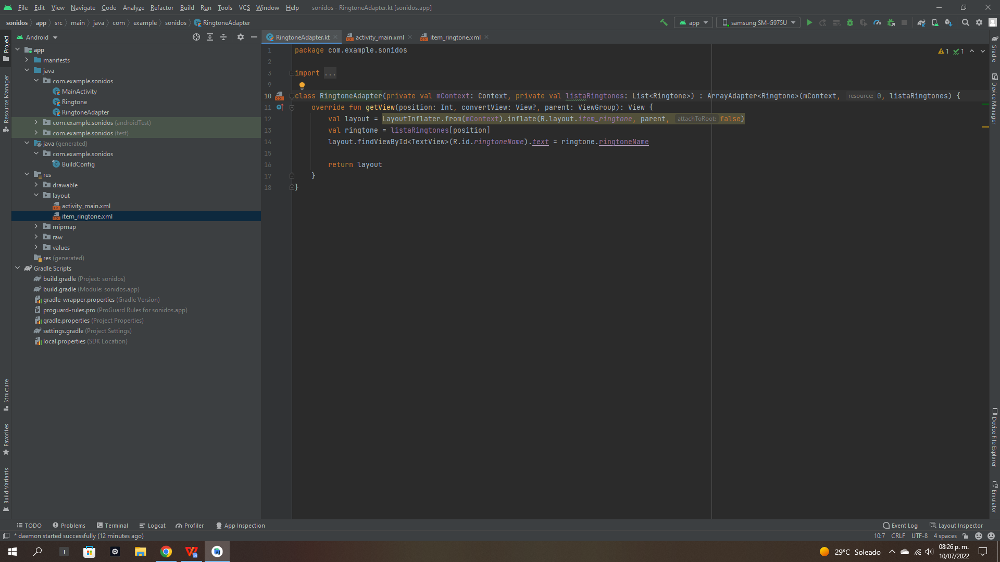 File Edit View Navigate Code Analyze Refactor Build Run Tools VCS Window Help sonidos - RingtoneAdapter.kt [sonidos.app]
sonidos app src main java com example sonidos RingtoneAdapter app samsung SM-G975U
Project
Resource Manager
Structure
Favorites
Build Variants
Android
app
manifests
java
com.example.sonidos
MainActivity
Ringtone
RingtoneAdapter
com.example.sonidos (androidTest)
com.example.sonidos (test)
java (generated)
com.example.sonidos
BuildConfig
res
drawable
layout
activity_main.xml
item_ringtone.xml
mipmap
raw
values
res (generated)
Gradle Scripts
build.gradle (Project: sonidos)
build.gradle (Module: sonidos.app)
gradle-wrapper.properties (Gradle Version)
proguard-rules.pro (ProGuard Rules for sonidos.app)
gradle.properties (Project Properties)
settings.gradle (Project Settings)
local.properties (SDK Location)
RingtoneAdapter.kt activity_main.xml item_ringtone.xml
1 package com.example.sonidos
1 1
2
3 import ...
9
10 class RingtoneAdapter(private val mContext: Context, private val listaRingtones: List<Ringtone>) : ArrayAdapter<Ringtone>(mContext, resource: 0, listaRingtones) {
11 override fun getView(position: Int, convertView: View?, parent: ViewGroup): View {
12 val layout = LayoutInflater.from(mContext).inflate(R.layout.item_ringtone, parent, attachToRoot: false)
13 val ringtone = listaRingtones[position]
14 layout.findViewById<TextView>(R.id.ringtoneName).text = ringtone.ringtoneName
15
16 return layout
17 }
18 }
Gradle
Device Manager
Device File Explorer
Emulator
TODO Problems Terminal Logcat Profiler App Inspection Event Log Layout Inspector
* daemon started successfully (12 minutes ago) 10:7 CRLF UTF-8 4 spaces
29°C Soleado
08:26 p. m.
10/07/2022